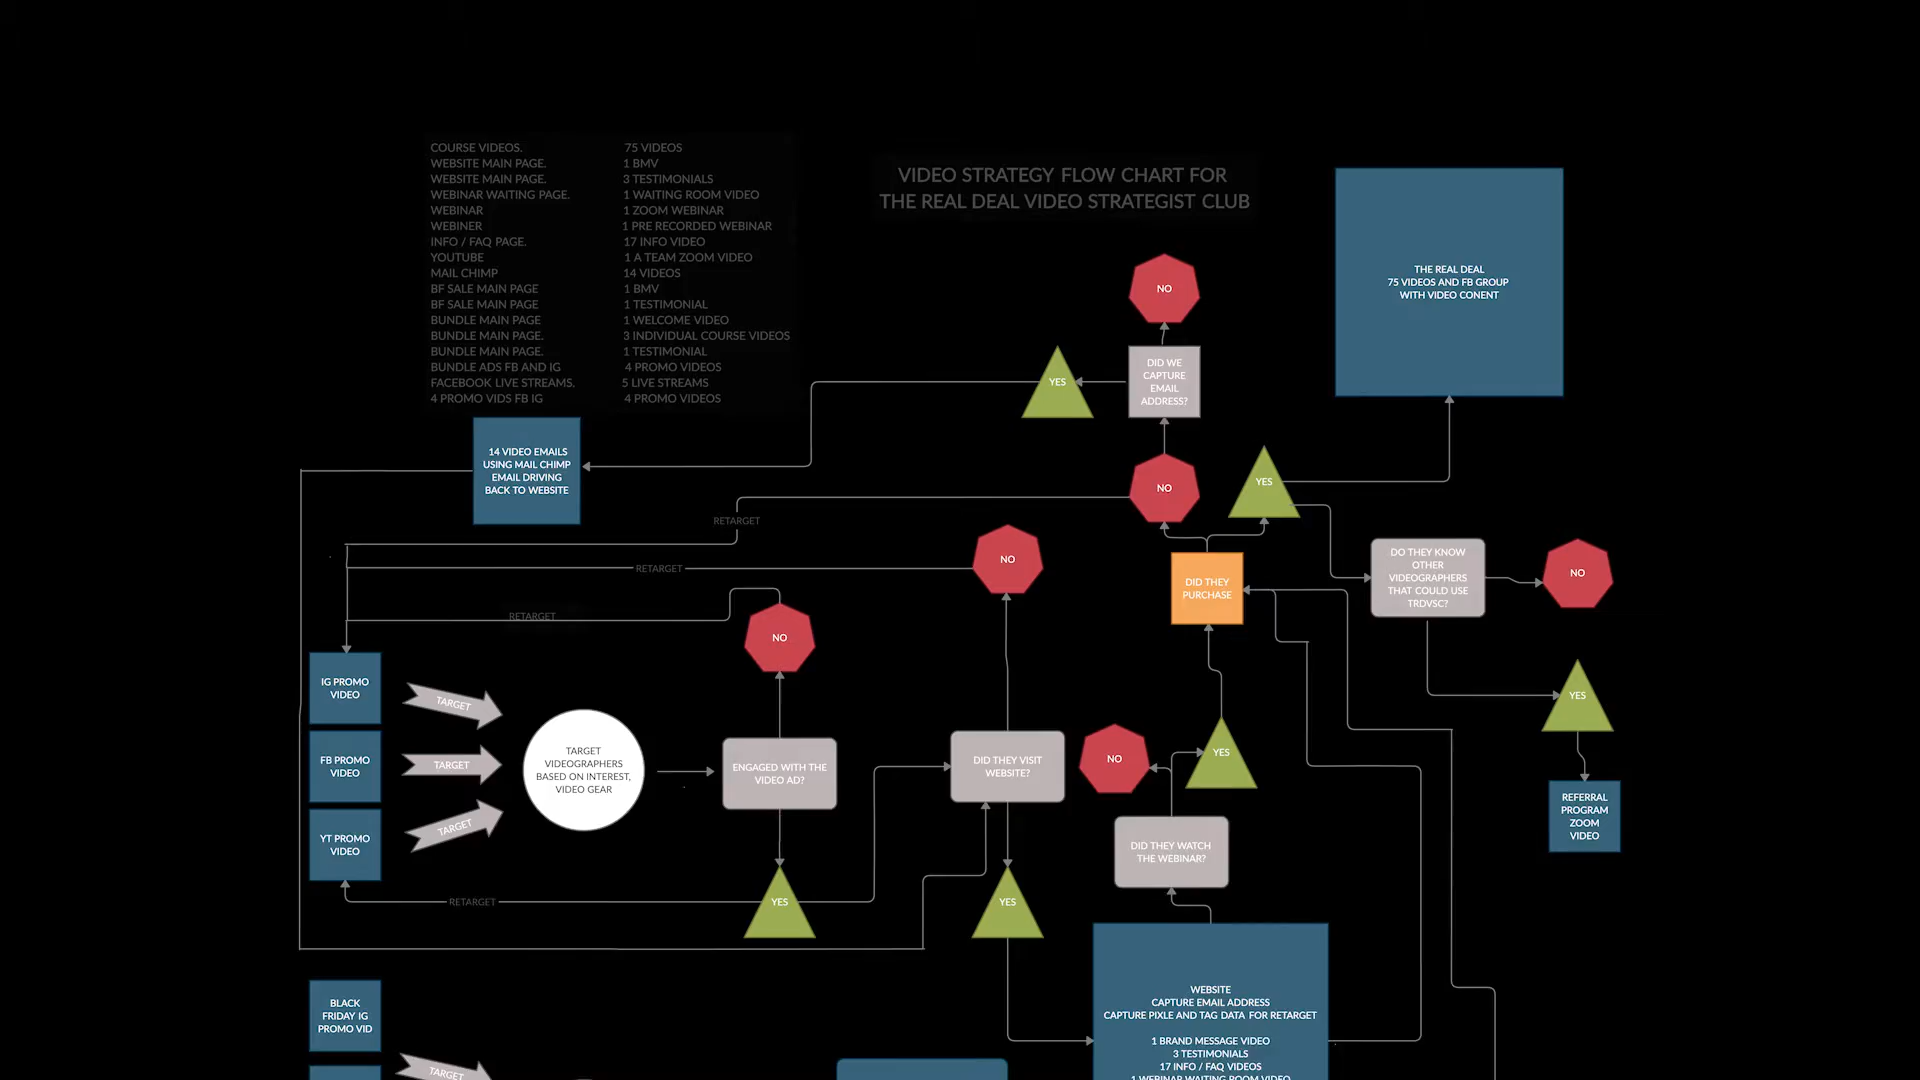 COURSE VIDEOS. 75 VIDEOS
WEBSITE MAIN PAGE. 1 BMV
WEBSITE MAIN PAGE. 3 TESTIMONIALS
WEBINAR WAITING PAGE. 1 WAITING ROOM VIDEO
WEBINAR 1 ZOOM WEBINAR
WEBINER 1 PRE RECORDED WEBINAR
INFO / FAQ PAGE. 17 INFO VIDEO
YOUTUBE 1 A TEAM ZOOM VIDEO
MAIL CHIMP 14 VIDEOS
BF SALE MAIN PAGE 1 BMV
BF SALE MAIN PAGE 1 TESTIMONIAL
BUNDLE MAIN PAGE 1 WELCOME VIDEO
BUNDLE MAIN PAGE. 3 INDIVIDUAL COURSE VIDEOS
BUNDLE MAIN PAGE. 1 TESTIMONIAL
BUNDLE ADS FB AND IG 4 PROMO VIDEOS
FACEBOOK LIVE STREAMS. 5 LIVE STREAMS
4 PROMO VIDS FB IG 4 PROMO VIDEOS
VIDEO STRATEGY FLOW CHART FOR
THE REAL DEAL VIDEO STRATEGIST CLUB
THE REAL DEAL
75 VIDEOS AND FB GROUP
WITH VIDEO CONENT
NO
DID WE
CAPTURE
EMAIL
ADDRESS?
YES
14 VIDEO EMAILS
USING MAIL CHIMP
EMAIL DRIVING
BACK TO WEBSITE
NO
YES
RETARGET
RETARGET
RETARGET
NO
NO
DID THEY
PURCHASE
DO THEY KNOW
OTHER
VIDEOGRAPHERS
THAT COULD USE
TRDVSC?
NO
YES
REFERRAL
PROGRAM
ZOOM
VIDEO
IG PROMO
VIDEO
FB PROMO
VIDEO
YT PROMO
VIDEO
TARGET
TARGET
TARGET
TARGET
VIDEOGRAPHERS
BASED ON INTEREST,
VIDEO GEAR
ENGAGED WITH THE
VIDEO AD?
DID THEY VISIT
WEBSITE?
NO
YES
DID THEY WATCH
THE WEBINAR?
RETARGET
YES
YES
WEBSITE
CAPTURE EMAIL ADDRESS
CAPTURE PIXLE AND TAG DATA FOR RETARGET
1 BRAND MESSAGE VIDEO
3 TESTIMONIALS
17 INFO / FAQ VIDEOS
1 WEBINAR WAITING ROOM VIDEO
BLACK
FRIDAY IG
PROMO VID
TARGET